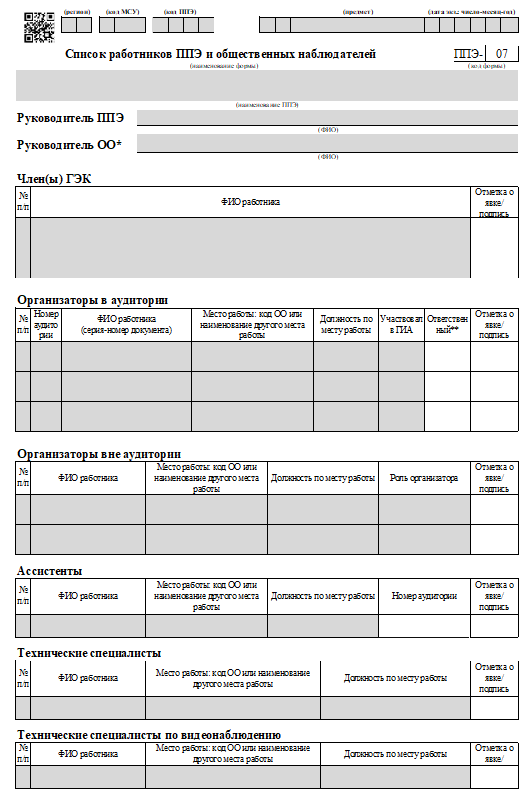 (регион) (код МСУ) (код ППЭ) (предмет) (дата экз.: число-месяц-год)
Список работников ППЭ и общественных наблюдателей ППЭ- 07
(наименование формы) (код формы)
(наименование ППЭ)
Руководитель ППЭ
(ФИО)
Руководитель ОО*
(ФИО)
Член(ы) ГЭК
№ п/п ФИО работника Отметка о явке/ подпись
Организаторы в аудитории
№ п/п Номер аудито рии ФИО работника (серия-номер документа) Место работы: код ОО или наименование другого места работы Должность по месту работы Участвовал в ГИА Ответствен ный** Отметка о явке/ подпись
Организаторы вне аудитории
№ п/п ФИО работника Место работы: код ОО или наименование другого места работы Должность по месту работы Роль организатора Отметка о явке/ подпись
Ассистенты
№ п/п ФИО работника Место работы: код ОО или наименование другого места работы Должность по месту работы Номер аудитории Отметка о явке/ подпись
Технические специалисты
№ п/п ФИО работника Место работы: код ОО или наименование другого места работы Должность по месту работы Отметка о явке/ подпись
Технические специалисты по видеонаблюдению
№ п/п ФИО работника Место работы: код ОО или наименование другого места работы Должность по месту работы Отметка о явке/